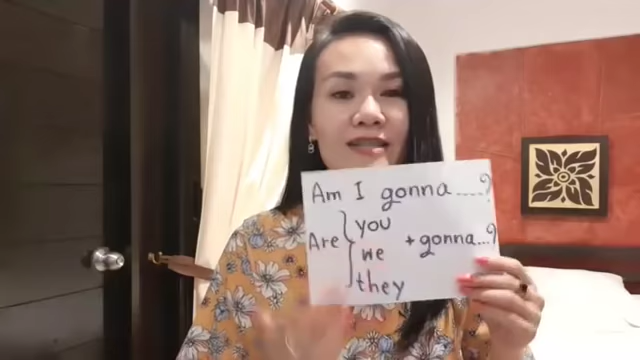 Am I gonna.....?
you
Are } we + gonna...?
they